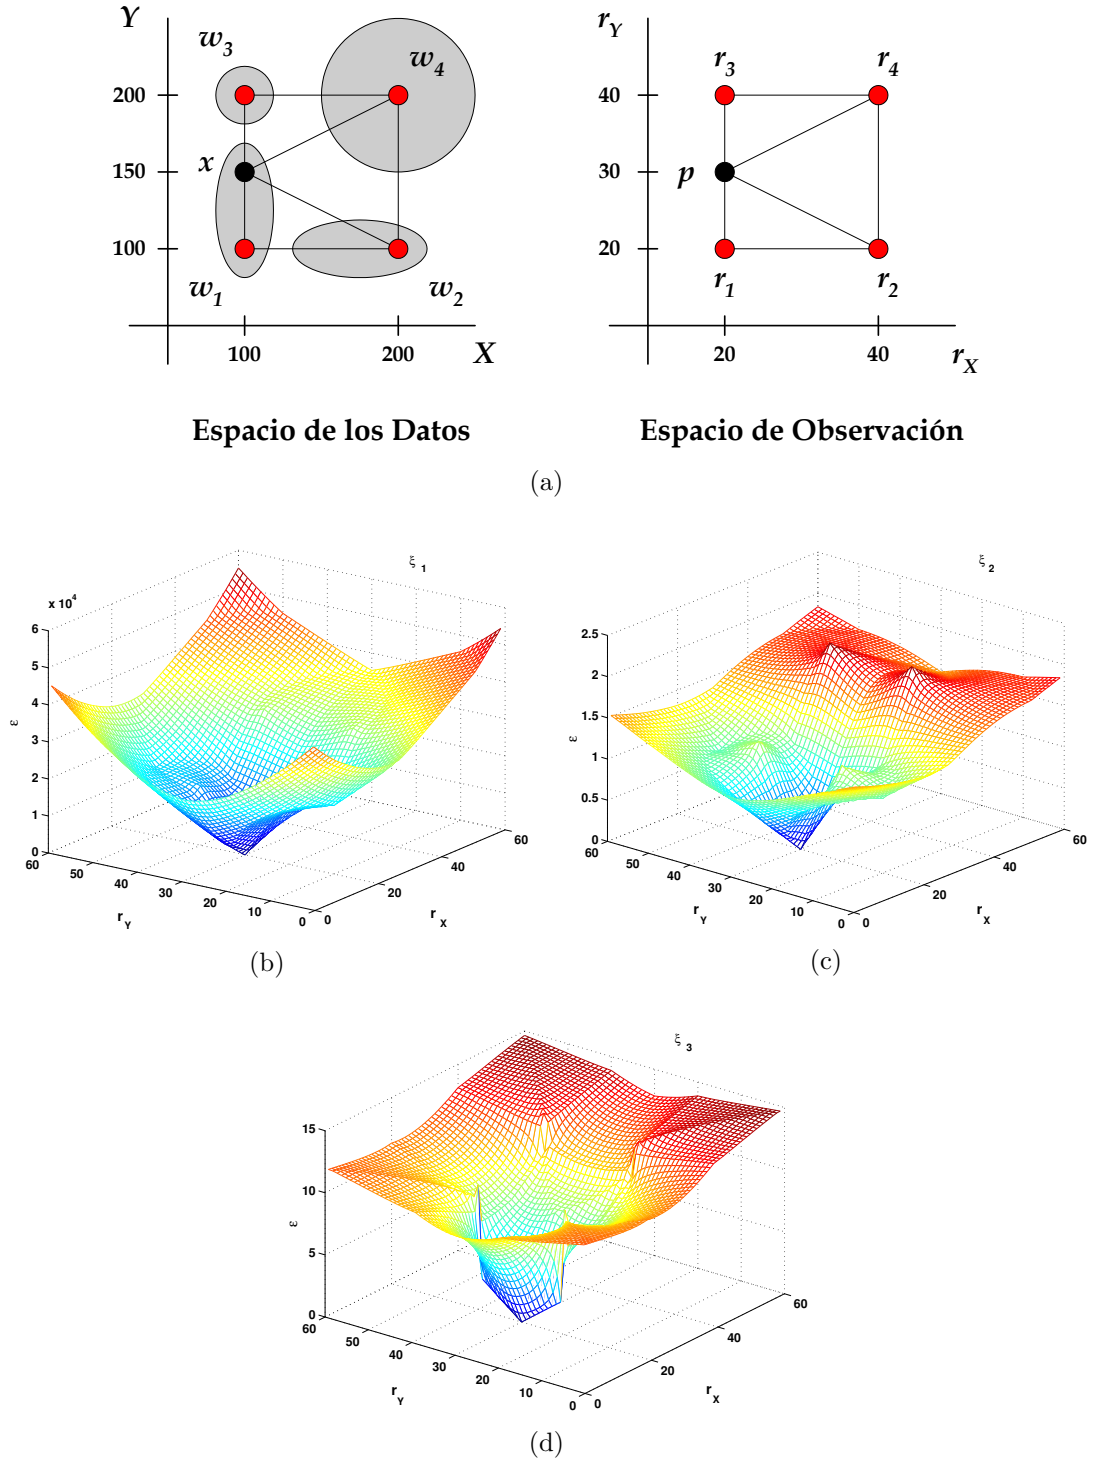 Y
w3
w4
200
x
150
100
w1
w2
100 200 X
rY
r3
r4
40
p
30
20
r1
r2
20 40 rX
Espacio de los Datos Espacio de Observación
(a)
ξ 1
x 10^4
6
5
4
3
2
1
0
ε
60 50 40 30 20 10 0
rY
0 20 40 60
rX
(b)
ξ 2
2.5
2
1.5
1
0.5
0
ε
60 50 40 30 20 10 0
rY
0 20 40 60
rX
(c)
ξ 3
15
10
5
0
ε
60 50 40 30 20 10 0
rY
0 20 40 60
rX
(d)